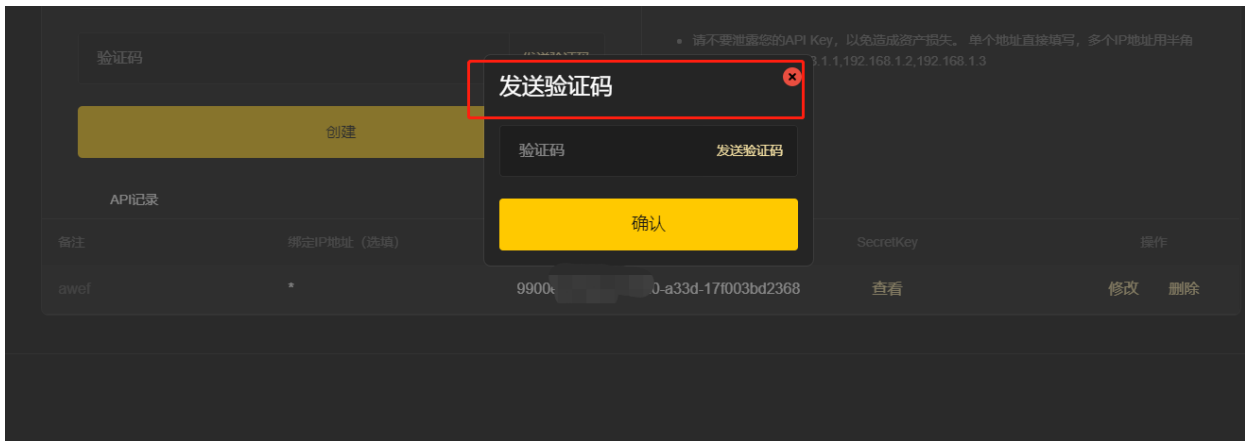 验证码
• 请不要泄露您的API Key，以免造成资产损失。 单个地址直接填写，多个IP地址用半角
3.1.1,192.168.1.2,192.168.1.3
创建
发送验证码
验证码
发送验证码
确认
API记录
备注
绑定IP地址（选填）
SecretKey
操作
awef
*
9900
0-a33d-17f003bd2368
查看
修改
删除